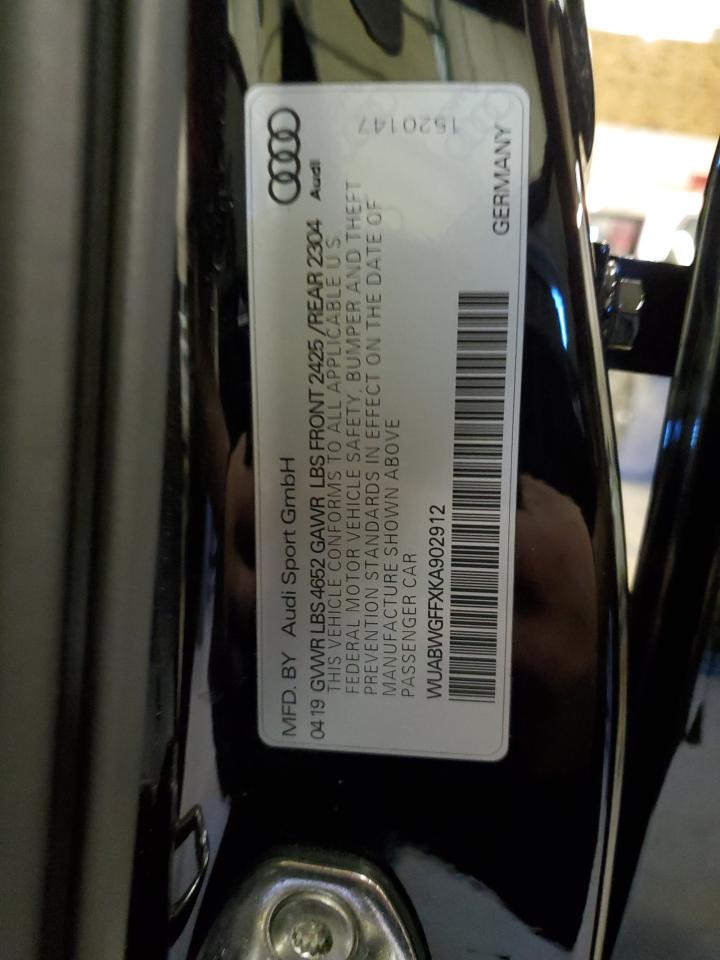 MFD. BY Audi Sport GmbH
Audi
0419 GVWR LBS 4652 GAWR LBS FRONT 2425 /REAR 2304
THIS VEHICLE CONFORMS TO ALL APPLICABLE U S
FEDERAL MOTOR VEHICLE SAFETY, BUMPER AND THEFT
PREVENTION STANDARDS IN EFFECT ON THE DATE OF
MANUFACTURE SHOWN ABOVE
PASSENGER CAR
WUABWGFFXKA902912
GERMANY
1520147